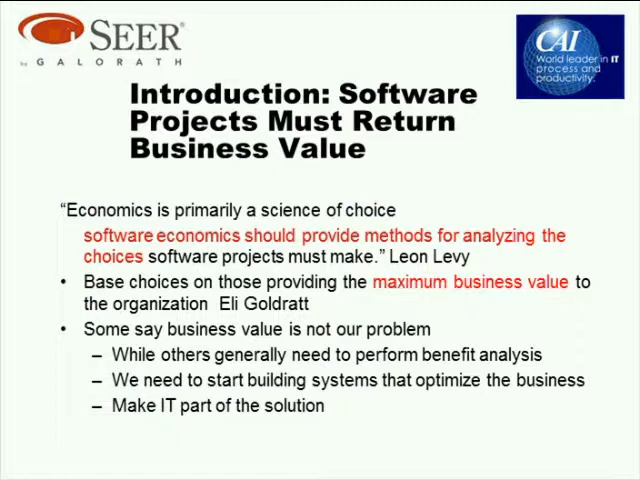 SEER®
by GALORATH
CAI
World leader in IT
process and
productivity.
Introduction: Software
Projects Must Return
Business Value
“Economics is primarily a science of choice
software economics should provide methods for analyzing the
choices software projects must make.” Leon Levy
• Base choices on those providing the maximum business value to
the organization Eli Goldratt
• Some say business value is not our problem
– While others generally need to perform benefit analysis
– We need to start building systems that optimize the business
– Make IT part of the solution